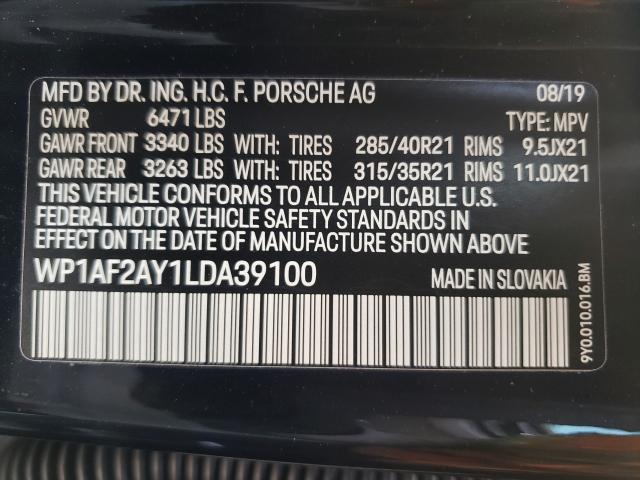 MFD BY DR. ING. H.C. F. PORSCHE AG 08/19
GVWR 6471 LBS TYPE: MPV
GAWR FRONT 3340 LBS WITH: TIRES 285/40R21 RIMS 9.5JX21
GAWR REAR 3263 LBS WITH: TIRES 315/35R21 RIMS 11.0JX21
THIS VEHICLE CONFORMS TO ALL APPLICABLE U.S.
FEDERAL MOTOR VEHICLE SAFETY STANDARDS IN
EFFECT ON THE DATE OF MANUFACTURE SHOWN ABOVE.
WP1AF2AY1LDA39100 MADE IN SLOVAKIA
9Y0.010.016.BM